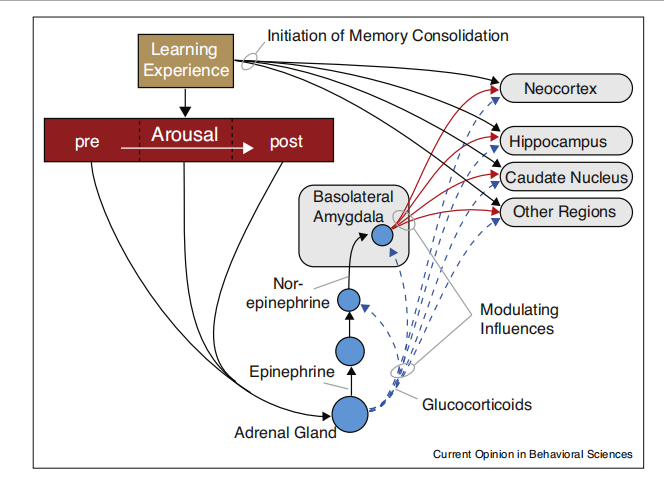 Initiation of Memory Consolidation
Learning
Experience
Neocortex
pre
Arousal
post
Hippocampus
Caudate Nucleus
Basolateral
Amygdala
Other Regions
Nor-
epinephrine
Modulating
Influences
Epinephrine
Glucocorticoids
Adrenal Gland
Current Opinion in Behavioral Sciences